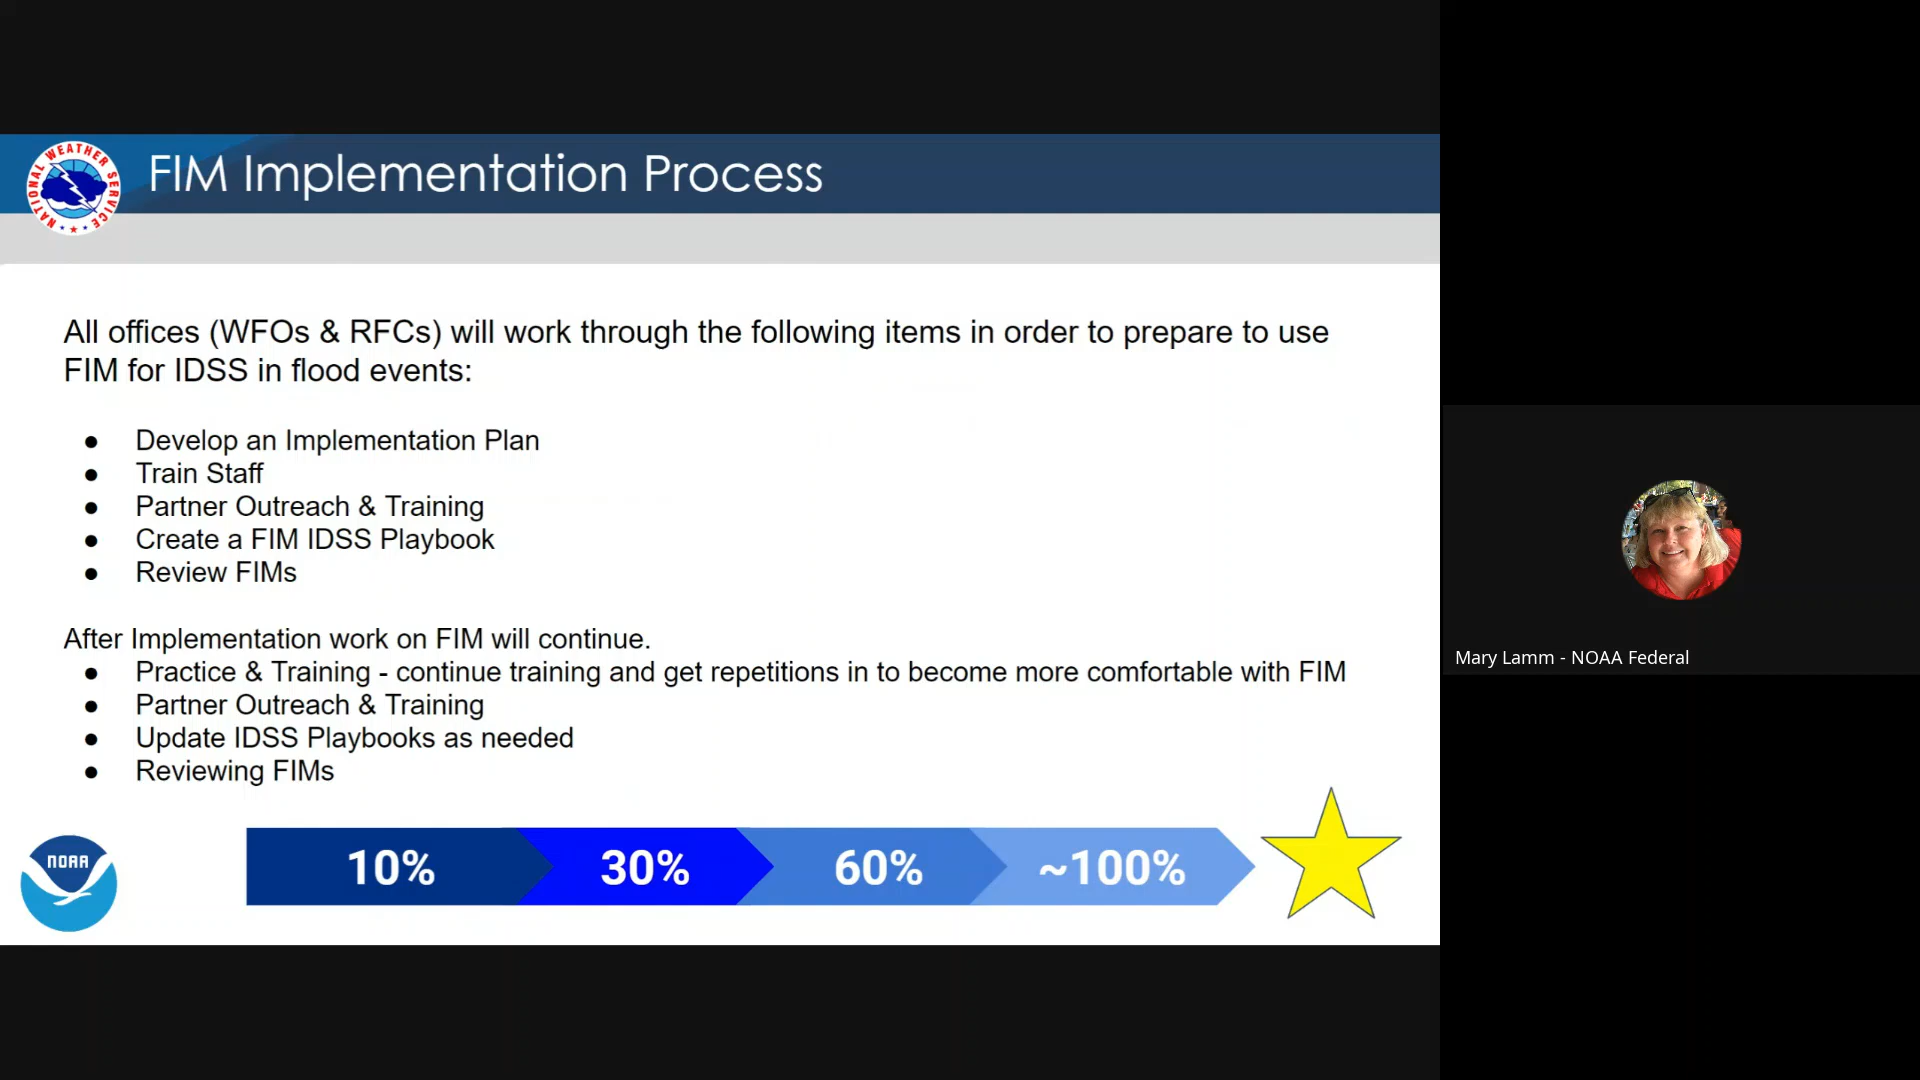 NATIONAL WEATHER SERVICE
FIM Implementation Process
All offices (WFOs & RFCs) will work through the following items in order to prepare to use
FIM for IDSS in flood events:
● Develop an Implementation Plan
● Train Staff
● Partner Outreach & Training
● Create a FIM IDSS Playbook
● Review FIMs
After Implementation work on FIM will continue.
● Practice & Training - continue training and get repetitions in to become more comfortable with FIM
● Partner Outreach & Training
● Update IDSS Playbooks as needed
● Reviewing FIMs
NOAA
10% 30% 60% ~100%
Mary Lamm - NOAA Federal